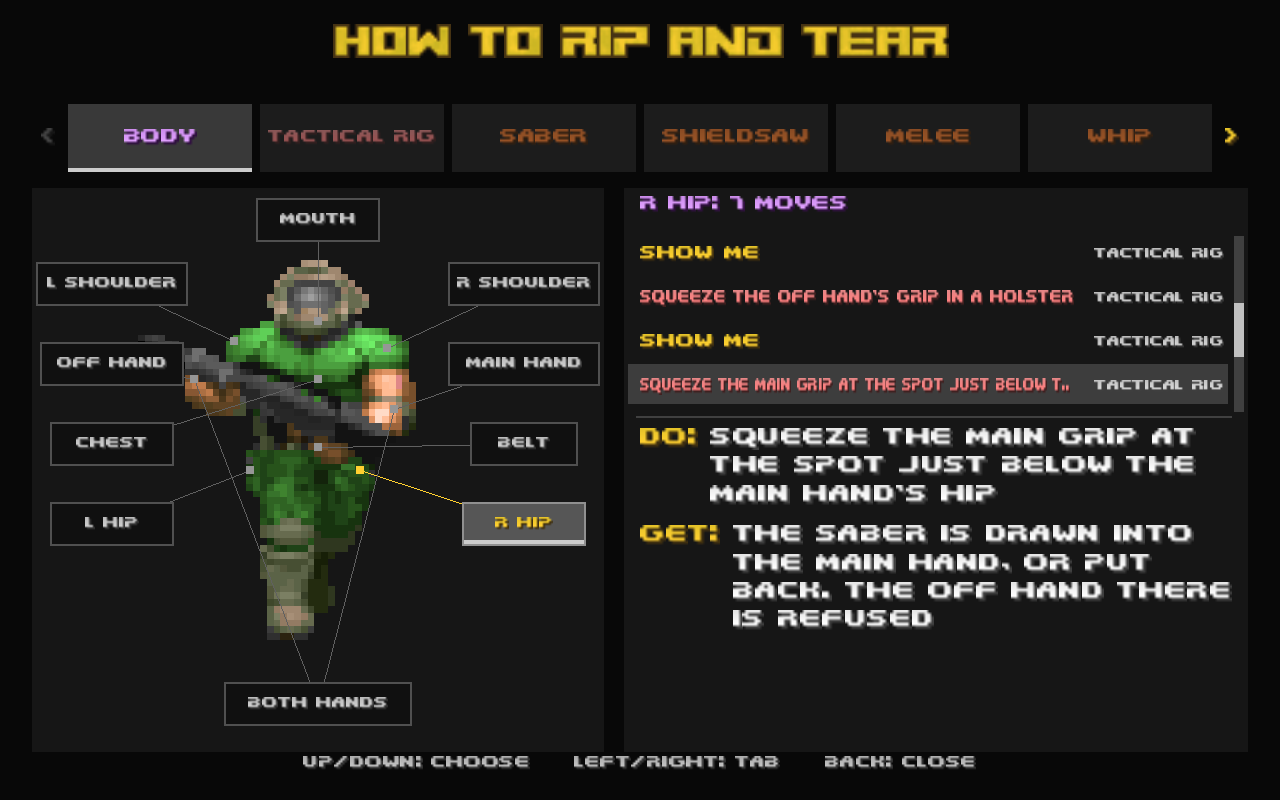 HOW TO RIP AND TEAR
BODY
TACTICAL RIG
SABER
SHIELDSAW
MELEE
WHIP
MOUTH
L SHOULDER
R SHOULDER
OFF HAND
MAIN HAND
CHEST
BELT
L HIP
R HIP
BOTH HANDS
R HIP: 7 MOVES
SHOW ME TACTICAL RIG
SQUEEZE THE OFF HAND'S GRIP IN A HOLSTER TACTICAL RIG
SHOW ME TACTICAL RIG
SQUEEZE THE MAIN GRIP AT THE SPOT JUST BELOW T.. TACTICAL RIG
DO: SQUEEZE THE MAIN GRIP AT
THE SPOT JUST BELOW THE
MAIN HAND'S HIP
GET: THE SABER IS DRAWN INTO
THE MAIN HAND, OR PUT
BACK. THE OFF HAND THERE
IS REFUSED
UP/DOWN: CHOOSE LEFT/RIGHT: TAB BACK: CLOSE